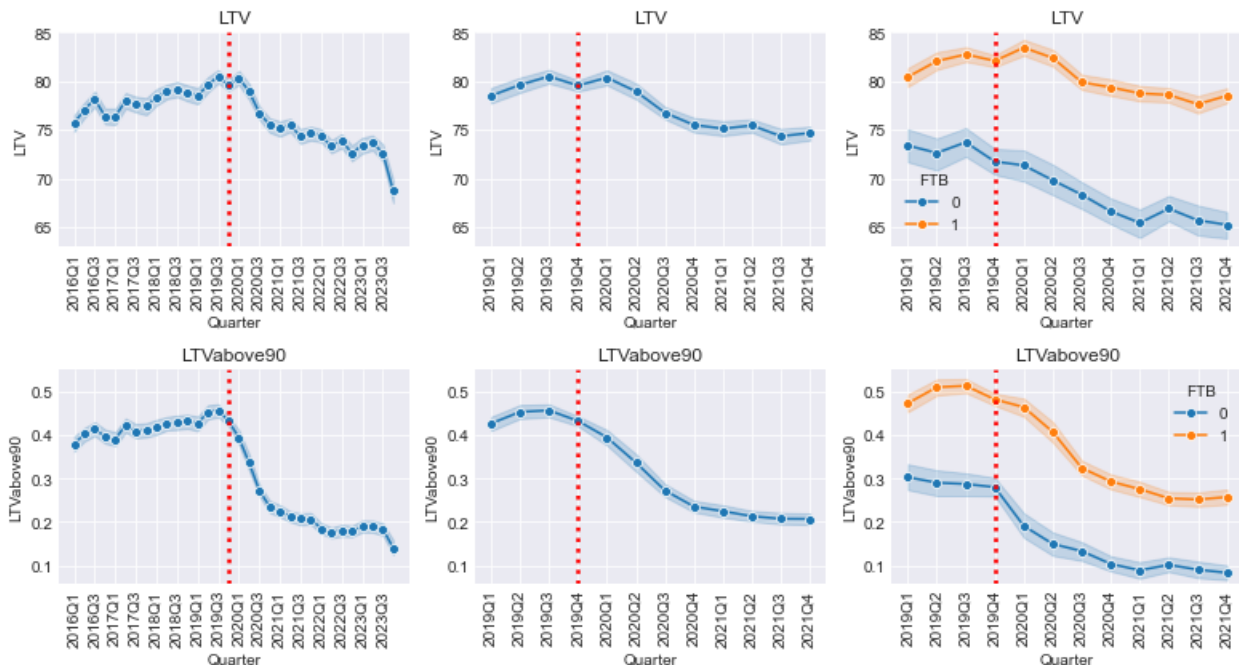 LTV
85
80
75
70
65
LTV
2016Q1
2016Q3
2017Q1
2017Q3
2018Q1
2018Q3
2019Q1
2019Q3
2020Q1
2020Q3
2021Q1
2021Q3
2022Q1
2022Q3
2023Q1
2023Q3
Quarter
LTV
85
80
75
70
65
LTV
2019Q1
2019Q2
2019Q3
2019Q4
2020Q1
2020Q2
2020Q3
2020Q4
2021Q1
2021Q2
2021Q3
2021Q4
Quarter
LTV
85
80
75
70
65
LTV
FTB
0
1
2019Q1
2019Q2
2019Q3
2019Q4
2020Q1
2020Q2
2020Q3
2020Q4
2021Q1
2021Q2
2021Q3
2021Q4
Quarter
LTVabove90
0.5
0.4
0.3
0.2
0.1
LTVabove90
2016Q1
2016Q3
2017Q1
2017Q3
2018Q1
2018Q3
2019Q1
2019Q3
2020Q1
2020Q3
2021Q1
2021Q3
2022Q1
2022Q3
2023Q1
2023Q3
Quarter
LTVabove90
0.5
0.4
0.3
0.2
0.1
LTVabove90
2019Q1
2019Q2
2019Q3
2019Q4
2020Q1
2020Q2
2020Q3
2020Q4
2021Q1
2021Q2
2021Q3
2021Q4
Quarter
LTVabove90
0.5
0.4
0.3
0.2
0.1
LTVabove90
FTB
0
1
2019Q1
2019Q2
2019Q3
2019Q4
2020Q1
2020Q2
2020Q3
2020Q4
2021Q1
2021Q2
2021Q3
2021Q4
Quarter